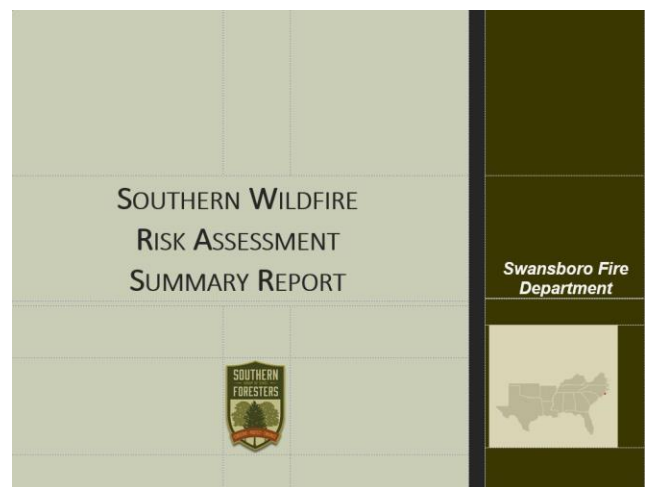 SOUTHERN WILDFIRE
RISK ASSESSMENT
SUMMARY REPORT
Swansboro Fire
Department
SOUTHERN
FORESTERS